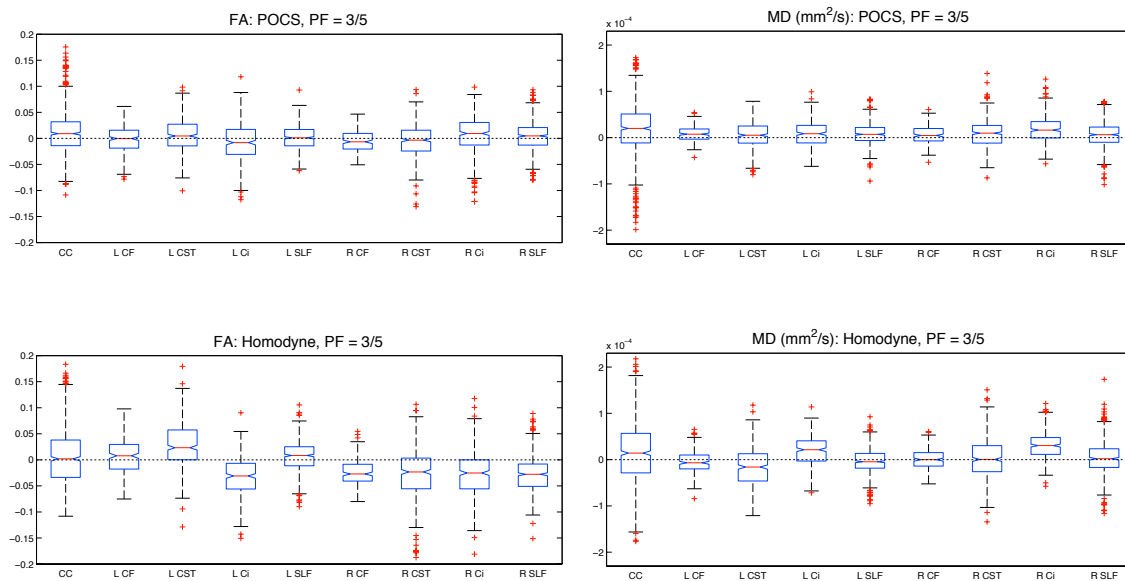 FA: POCS, PF = 3/5
0.2
0.15
0.1
0.05
0
−0.05
−0.1
−0.15
−0.2
CC L CF L CST L Ci L SLF R CF R CST R Ci R SLF
MD (mm²/s): POCS, PF = 3/5
x 10⁻⁴
2
1
0
−1
−2
CC L CF L CST L Ci L SLF R CF R CST R Ci R SLF
FA: Homodyne, PF = 3/5
0.2
0.15
0.1
0.05
0
−0.05
−0.1
−0.15
−0.2
CC L CF L CST L Ci L SLF R CF R CST R Ci R SLF
MD (mm²/s): Homodyne, PF = 3/5
x 10⁻⁴
2
1
0
−1
−2
CC L CF L CST L Ci L SLF R CF R CST R Ci R SLF